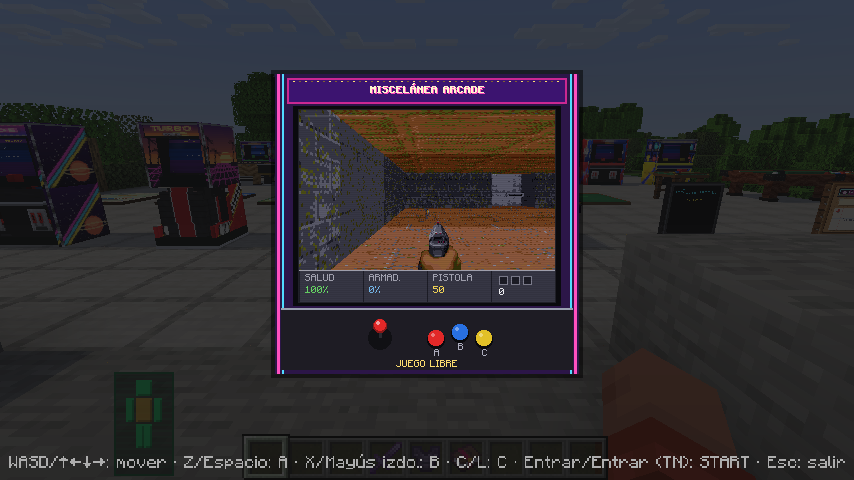 MISCELÁNEA ARCADE
TURBO
SALUD
100%
ARMAD.
0%
PISTOLA
50
0
A
B
C
JUEGO LIBRE
WASD/↑←↓→: mover · Z/Espacio: A · X/Mayús izdo.: B · C/L: C · Entrar/Entrar (TN): START · Esc: salir